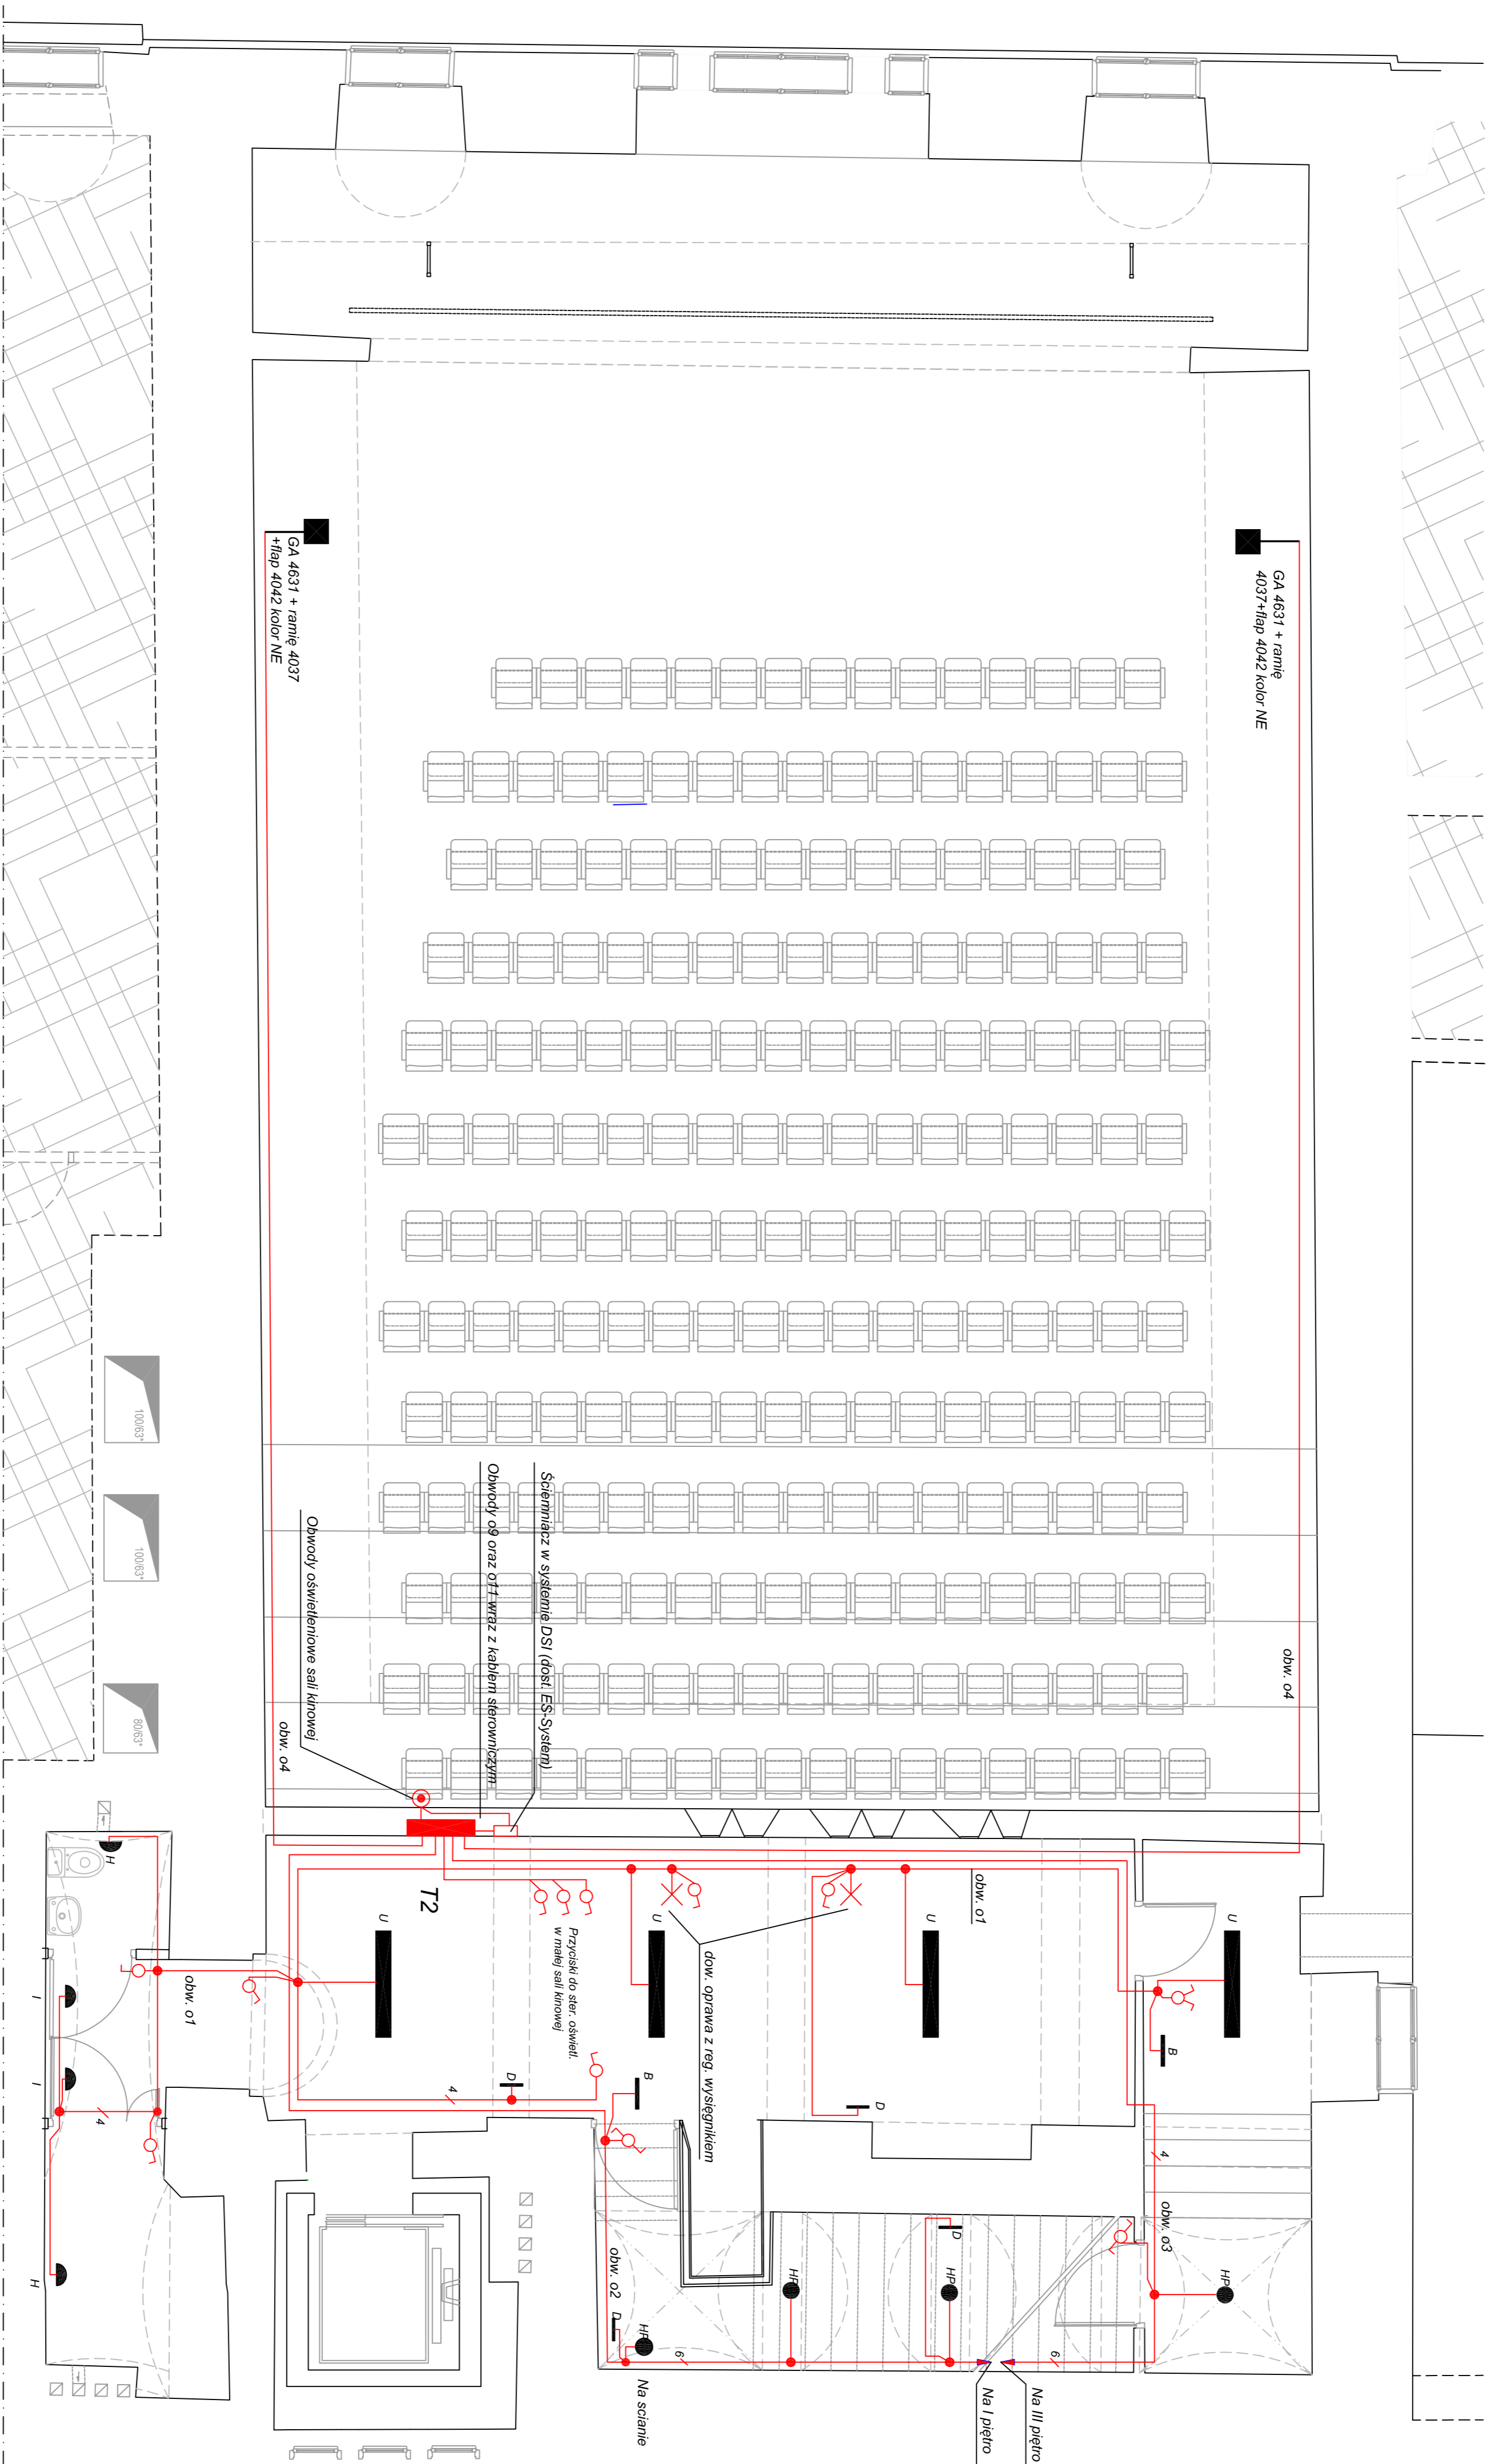 GA 4631 + ramię 4037
+flap 4042 kolor NE
GA 4631 + ramię
4037+flap 4042 kolor NE
100/63*
100/63*
80/63*
Ściemniacz w systemie DSI (dost. ES-System)
Obwody o9 oraz o11 wraz z kablem sterowniczym
Obwody oświetleniowe sali kinowej
obw. o4
obw. o4
T2
U
U
U
U
obw. o1
Przyciski do ster. oświetl.
w małej sali kinowej
dow. oprawa z reg. wysięgnikiem
H
obw. o1
I
I
4
H
4
D
B
D
B
4
obw. o3
HP
D
HP
HP
obw. o2
D
HP
6
6
Na scianie
Na I piętro
Na III piętro